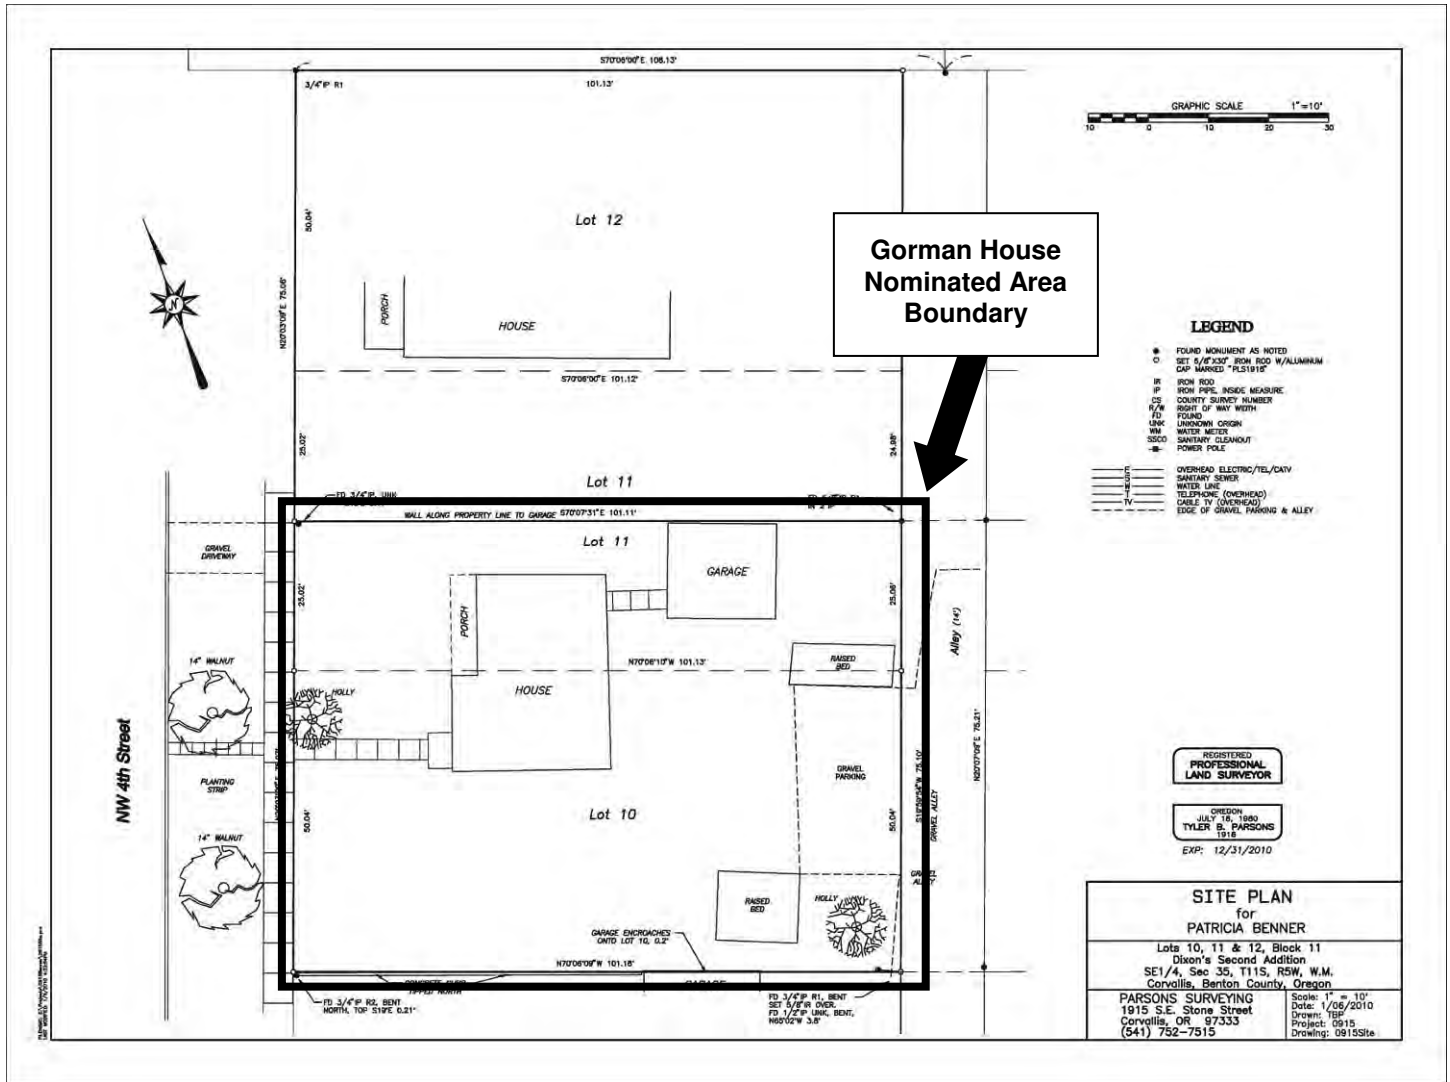 S70°06'00"E 106.13'
3/4"IP R1
101.13'
GRAPHIC SCALE 1"=10'
10 0 10 20 30
50.04'
Lot 12
N20°03'09"E 75.06'
N
PORCH
HOUSE
S70°06'00"E 101.12'
Gorman House
Nominated Area
Boundary
LEGEND
FOUND MONUMENT AS NOTED
SET 5/8"X30" IRON ROD W/ALUMINUM
CAP MARKED "PLS1916"
IR IRON ROD
IP IRON PIPE, INSIDE MEASURE
CS COUNTY SURVEY NUMBER
R/W RIGHT OF WAY WIDTH
FD FOUND
UNK UNKNOWN ORIGIN
WM WATER METER
SSCO SANITARY CLEANOUT
POWER POLE
E OVERHEAD ELECTRIC/TEL/CATV
S SANITARY SEWER
W WATER LINE
T TELEPHONE (OVERHEAD)
TV CABLE TV (OVERHEAD)
EDGE OF GRAVEL PARKING & ALLEY
25.02'
24.98'
Lot 11
FD 3/4"IP, UNK
WALL ALONG PROPERTY LINE TO GARAGE S70°07'31"E 101.11'
Lot 11
GRAVEL
DRIVEWAY
GARAGE
25.02'
25.06'
PORCH
Alley (14')
14" WALNUT
HOLLY
N70°06'10"W 101.13'
RAISED
BED
HOUSE
NW 4th Street
N20°07'09"E 75.21'
PLANTING
STRIP
GRAVEL
PARKING
S19°59'54"W 75.10'
GRAVEL ALLEY
50.04'
Lot 10
50.04'
14" WALNUT
GRAVEL
ALLEY
RAISED
BED
HOLLY
GARAGE ENCROACHES
ONTO LOT 10, 0.2'
N70°06'09"W 101.16'
GARAGE
FD 3/4"IP R2, BENT
NORTH, TOP S19°E 0.21'
FD 3/4"IP R1, BENT
SET 5/8"IR OVER.
FD 1/2"IP UNK, BENT,
N65°02'W 3.8'
REGISTERED
PROFESSIONAL
LAND SURVEYOR
OREGON
JULY 18, 1980
TYLER B. PARSONS
1916
EXP: 12/31/2010
SITE PLAN
for
PATRICIA BENNER
Lots 10, 11 & 12, Block 11
Dixon's Second Addition
SE1/4, Sec 35, T11S, R5W, W.M.
Corvallis, Benton County, Oregon
PARSONS SURVEYING
1915 S.E. Stone Street
Corvallis, OR 97333
(541) 752-7515
Scale: 1" = 10'
Date: 1/06/2010
Drawn: TBP
Project: 0915
Drawing: 0915Site